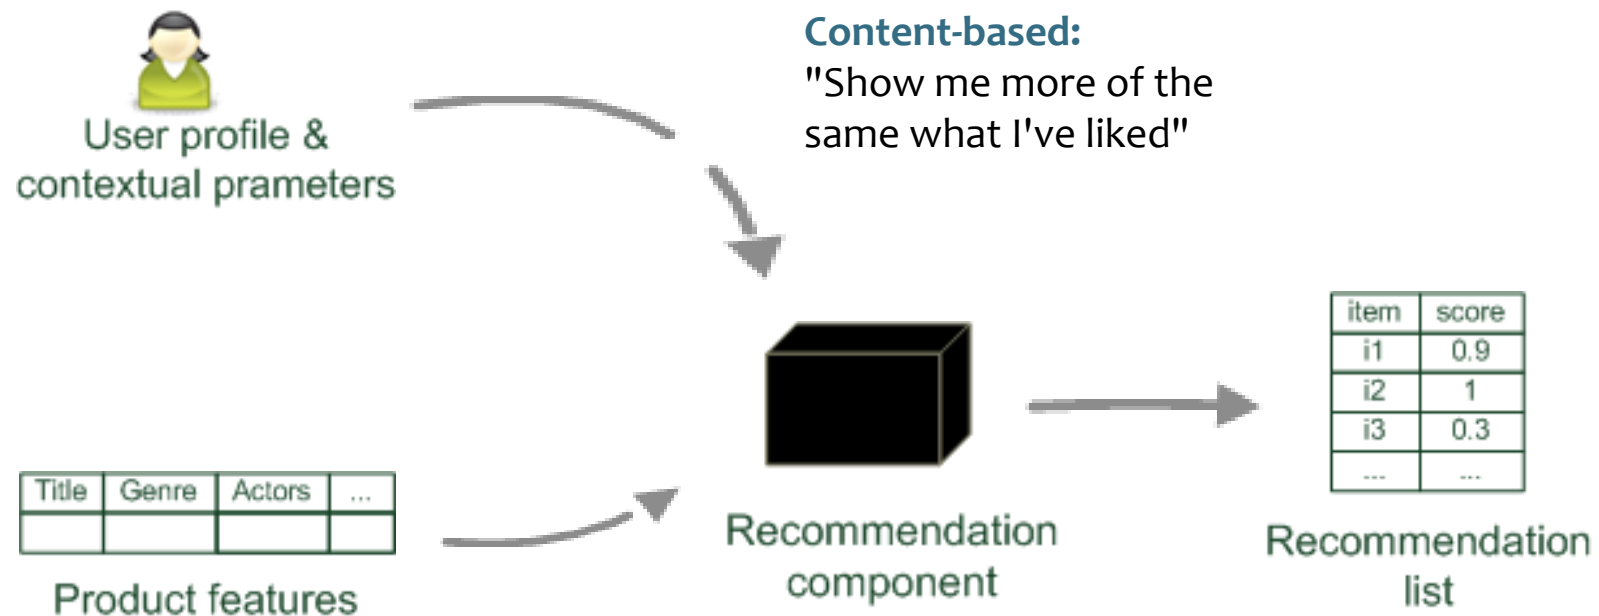 Content-based:
"Show me more of the
same what I've liked"
User profile &
contextual prameters
Title Genre Actors ...
Product features
Recommendation
component
item score
i1 0.9
i2 1
i3 0.3
... ...
Recommendation
list